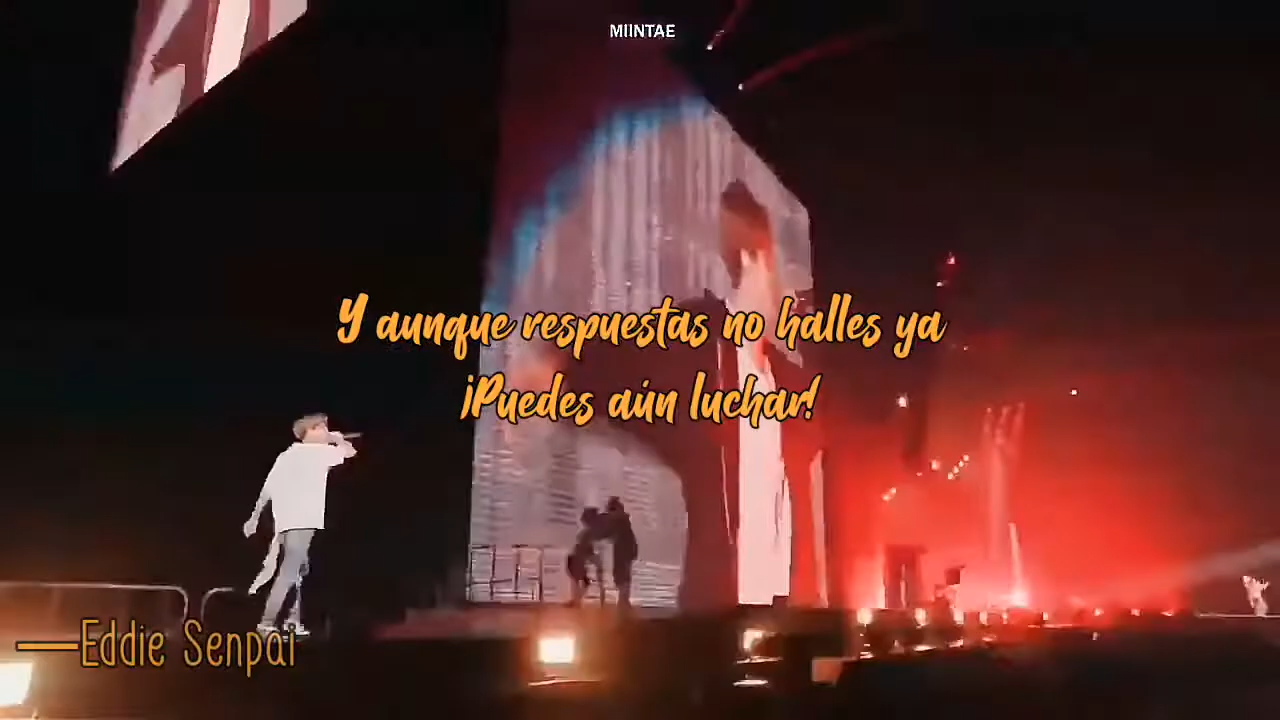 MIINTAE
Y aunque respuestas no halles ya
¡Puedes aún luchar!
—Eddie Senpai